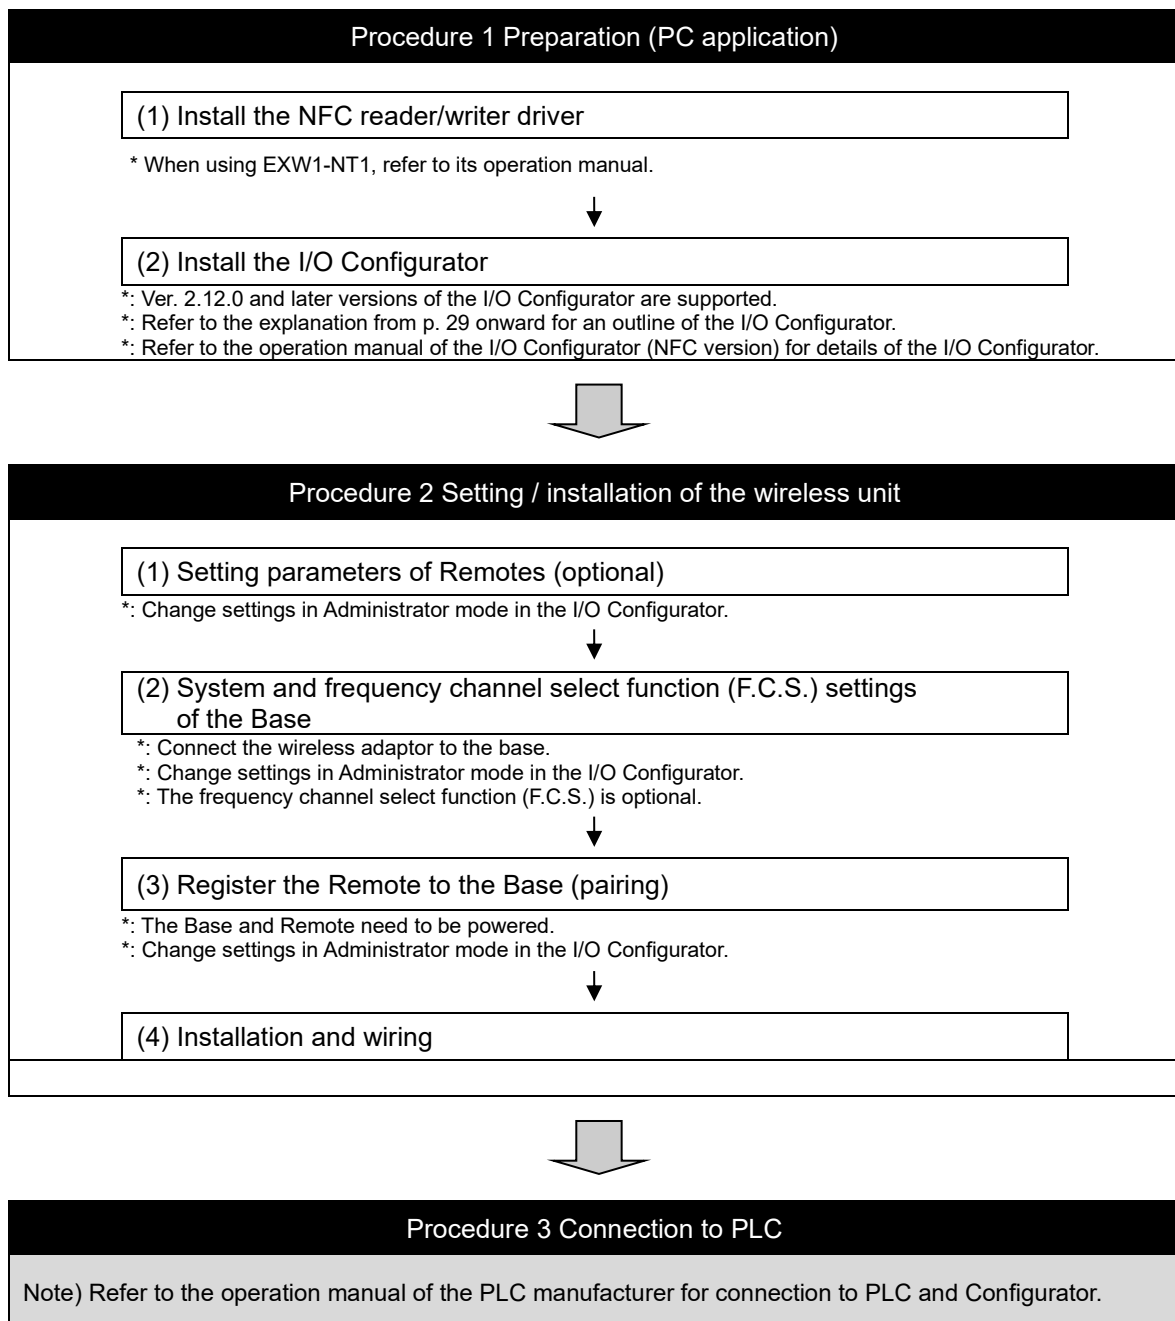 Procedure 1 Preparation (PC application)
(1) Install the NFC reader/writer driver
* When using EXW1-NT1, refer to its operation manual.
(2) Install the I/O Configurator
*: Ver. 2.12.0 and later versions of the I/O Configurator are supported.
*: Refer to the explanation from p. 29 onward for an outline of the I/O Configurator.
*: Refer to the operation manual of the I/O Configurator (NFC version) for details of the I/O Configurator.
Procedure 2 Setting / installation of the wireless unit
(1) Setting parameters of Remotes (optional)
*: Change settings in Administrator mode in the I/O Configurator.
(2) System and frequency channel select function (F.C.S.) settings
of the Base
*: Connect the wireless adaptor to the base.
*: Change settings in Administrator mode in the I/O Configurator.
*: The frequency channel select function (F.C.S.) is optional.
(3) Register the Remote to the Base (pairing)
*: The Base and Remote need to be powered.
*: Change settings in Administrator mode in the I/O Configurator.
(4) Installation and wiring
Procedure 3 Connection to PLC
Note) Refer to the operation manual of the PLC manufacturer for connection to PLC and Configurator.